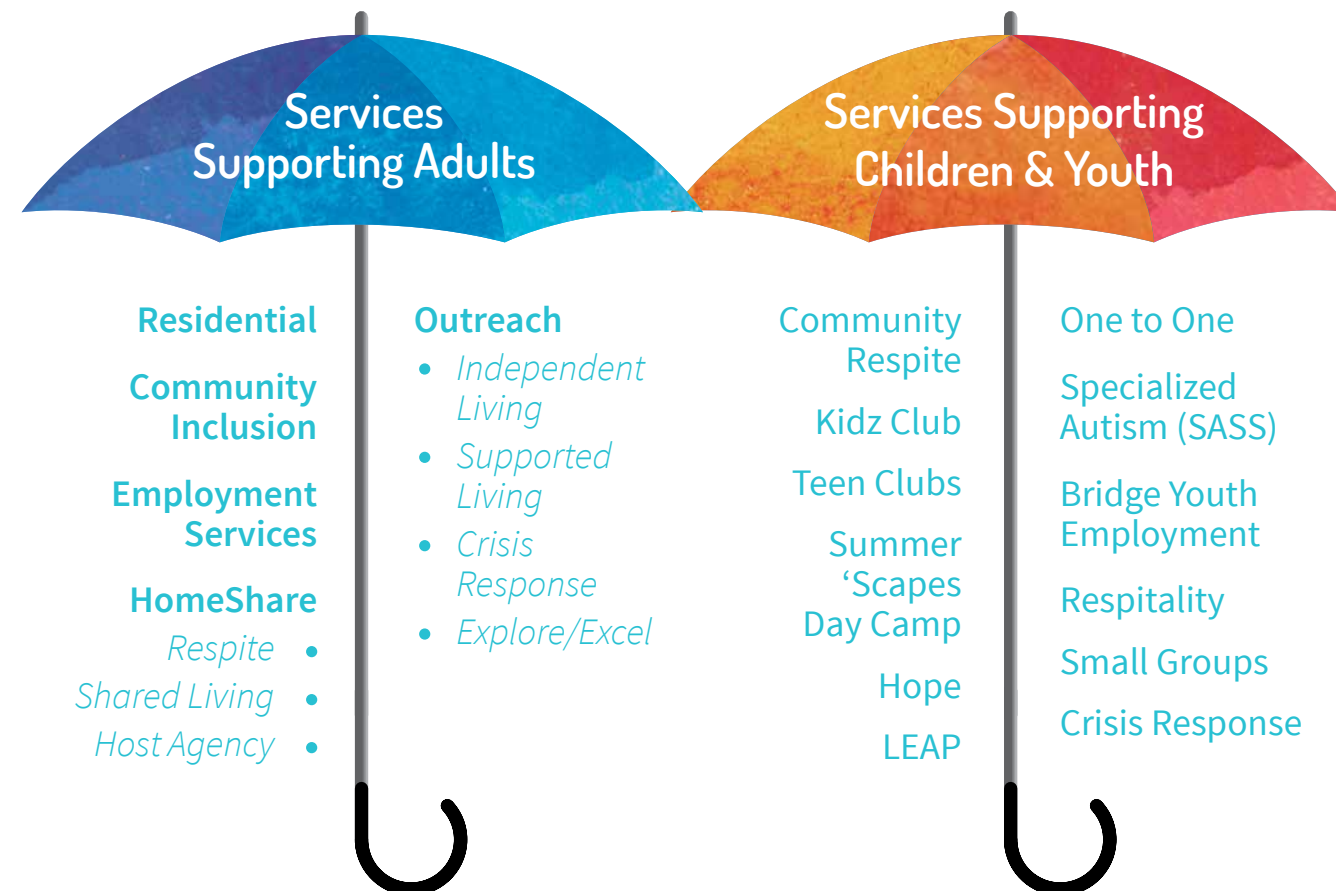 Services
Supporting Adults
Residential
Community
Inclusion
Employment
Services
HomeShare
Respite •
Shared Living •
Host Agency •
Outreach
• Independent
Living
• Supported
Living
• Crisis
Response
• Explore/Excel
Services Supporting
Children & Youth
Community
Respite
Kidz Club
Teen Clubs
Summer
‘Scapes
Day Camp
Hope
LEAP
One to One
Specialized
Autism (SASS)
Bridge Youth
Employment
Respitality
Small Groups
Crisis Response